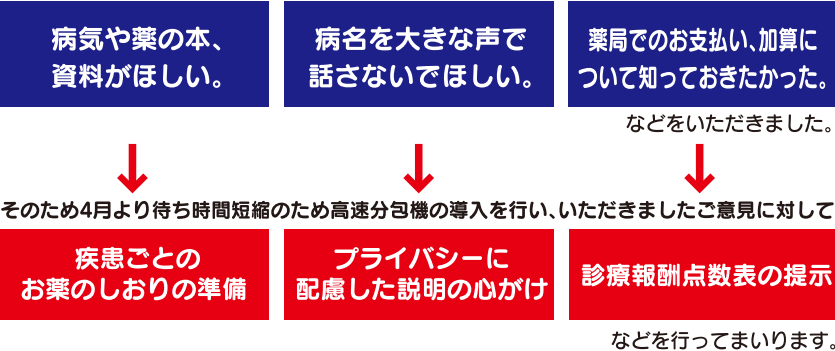 病気や薬の本、
資料がほしい。
病名を大きな声で
話さないでほしい。
薬局でのお支払い、加算に
ついて知っておきたかった。
などをいただきました。
そのため4月より待ち時間短縮のため高速分包機の導入を行い、いただきましたご意見に対して
疾患ごとの
お薬のしおりの準備
プライバシーに
配慮した説明の心がけ
診療報酬点数表の提示
などを行ってまいります。